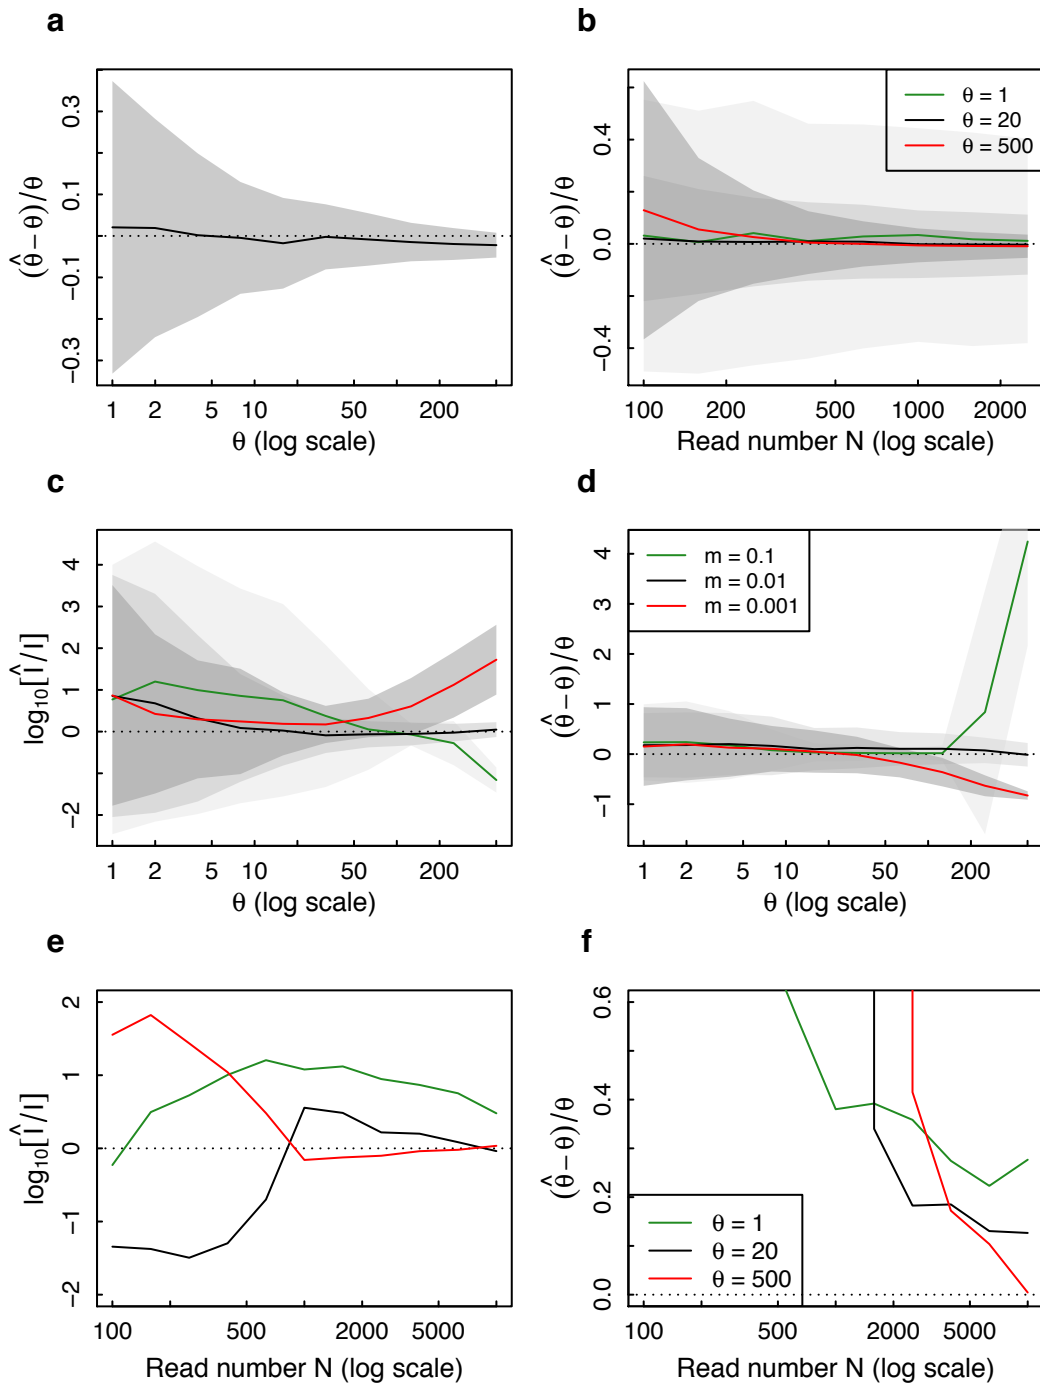 a
(θ̂−θ)/θ
0.3
0.1
−0.1
−0.3
1 2 5 10 50 200
θ (log scale)
b
(θ̂−θ)/θ
0.4
0.0
−0.4
θ = 1
θ = 20
θ = 500
100 200 500 1000 2000
Read number N (log scale)
c
log₁₀[Î/I]
4
3
2
1
0
−2
1 2 5 10 50 200
θ (log scale)
d
(θ̂−θ)/θ
4
3
2
1
0
−1
m = 0.1
m = 0.01
m = 0.001
1 2 5 10 50 200
θ (log scale)
e
log₁₀[Î/I]
2
1
0
−1
−2
100 500 2000 5000
Read number N (log scale)
f
(θ̂−θ)/θ
0.6
0.4
0.2
0.0
θ = 1
θ = 20
θ = 500
100 500 2000 5000
Read number N (log scale)